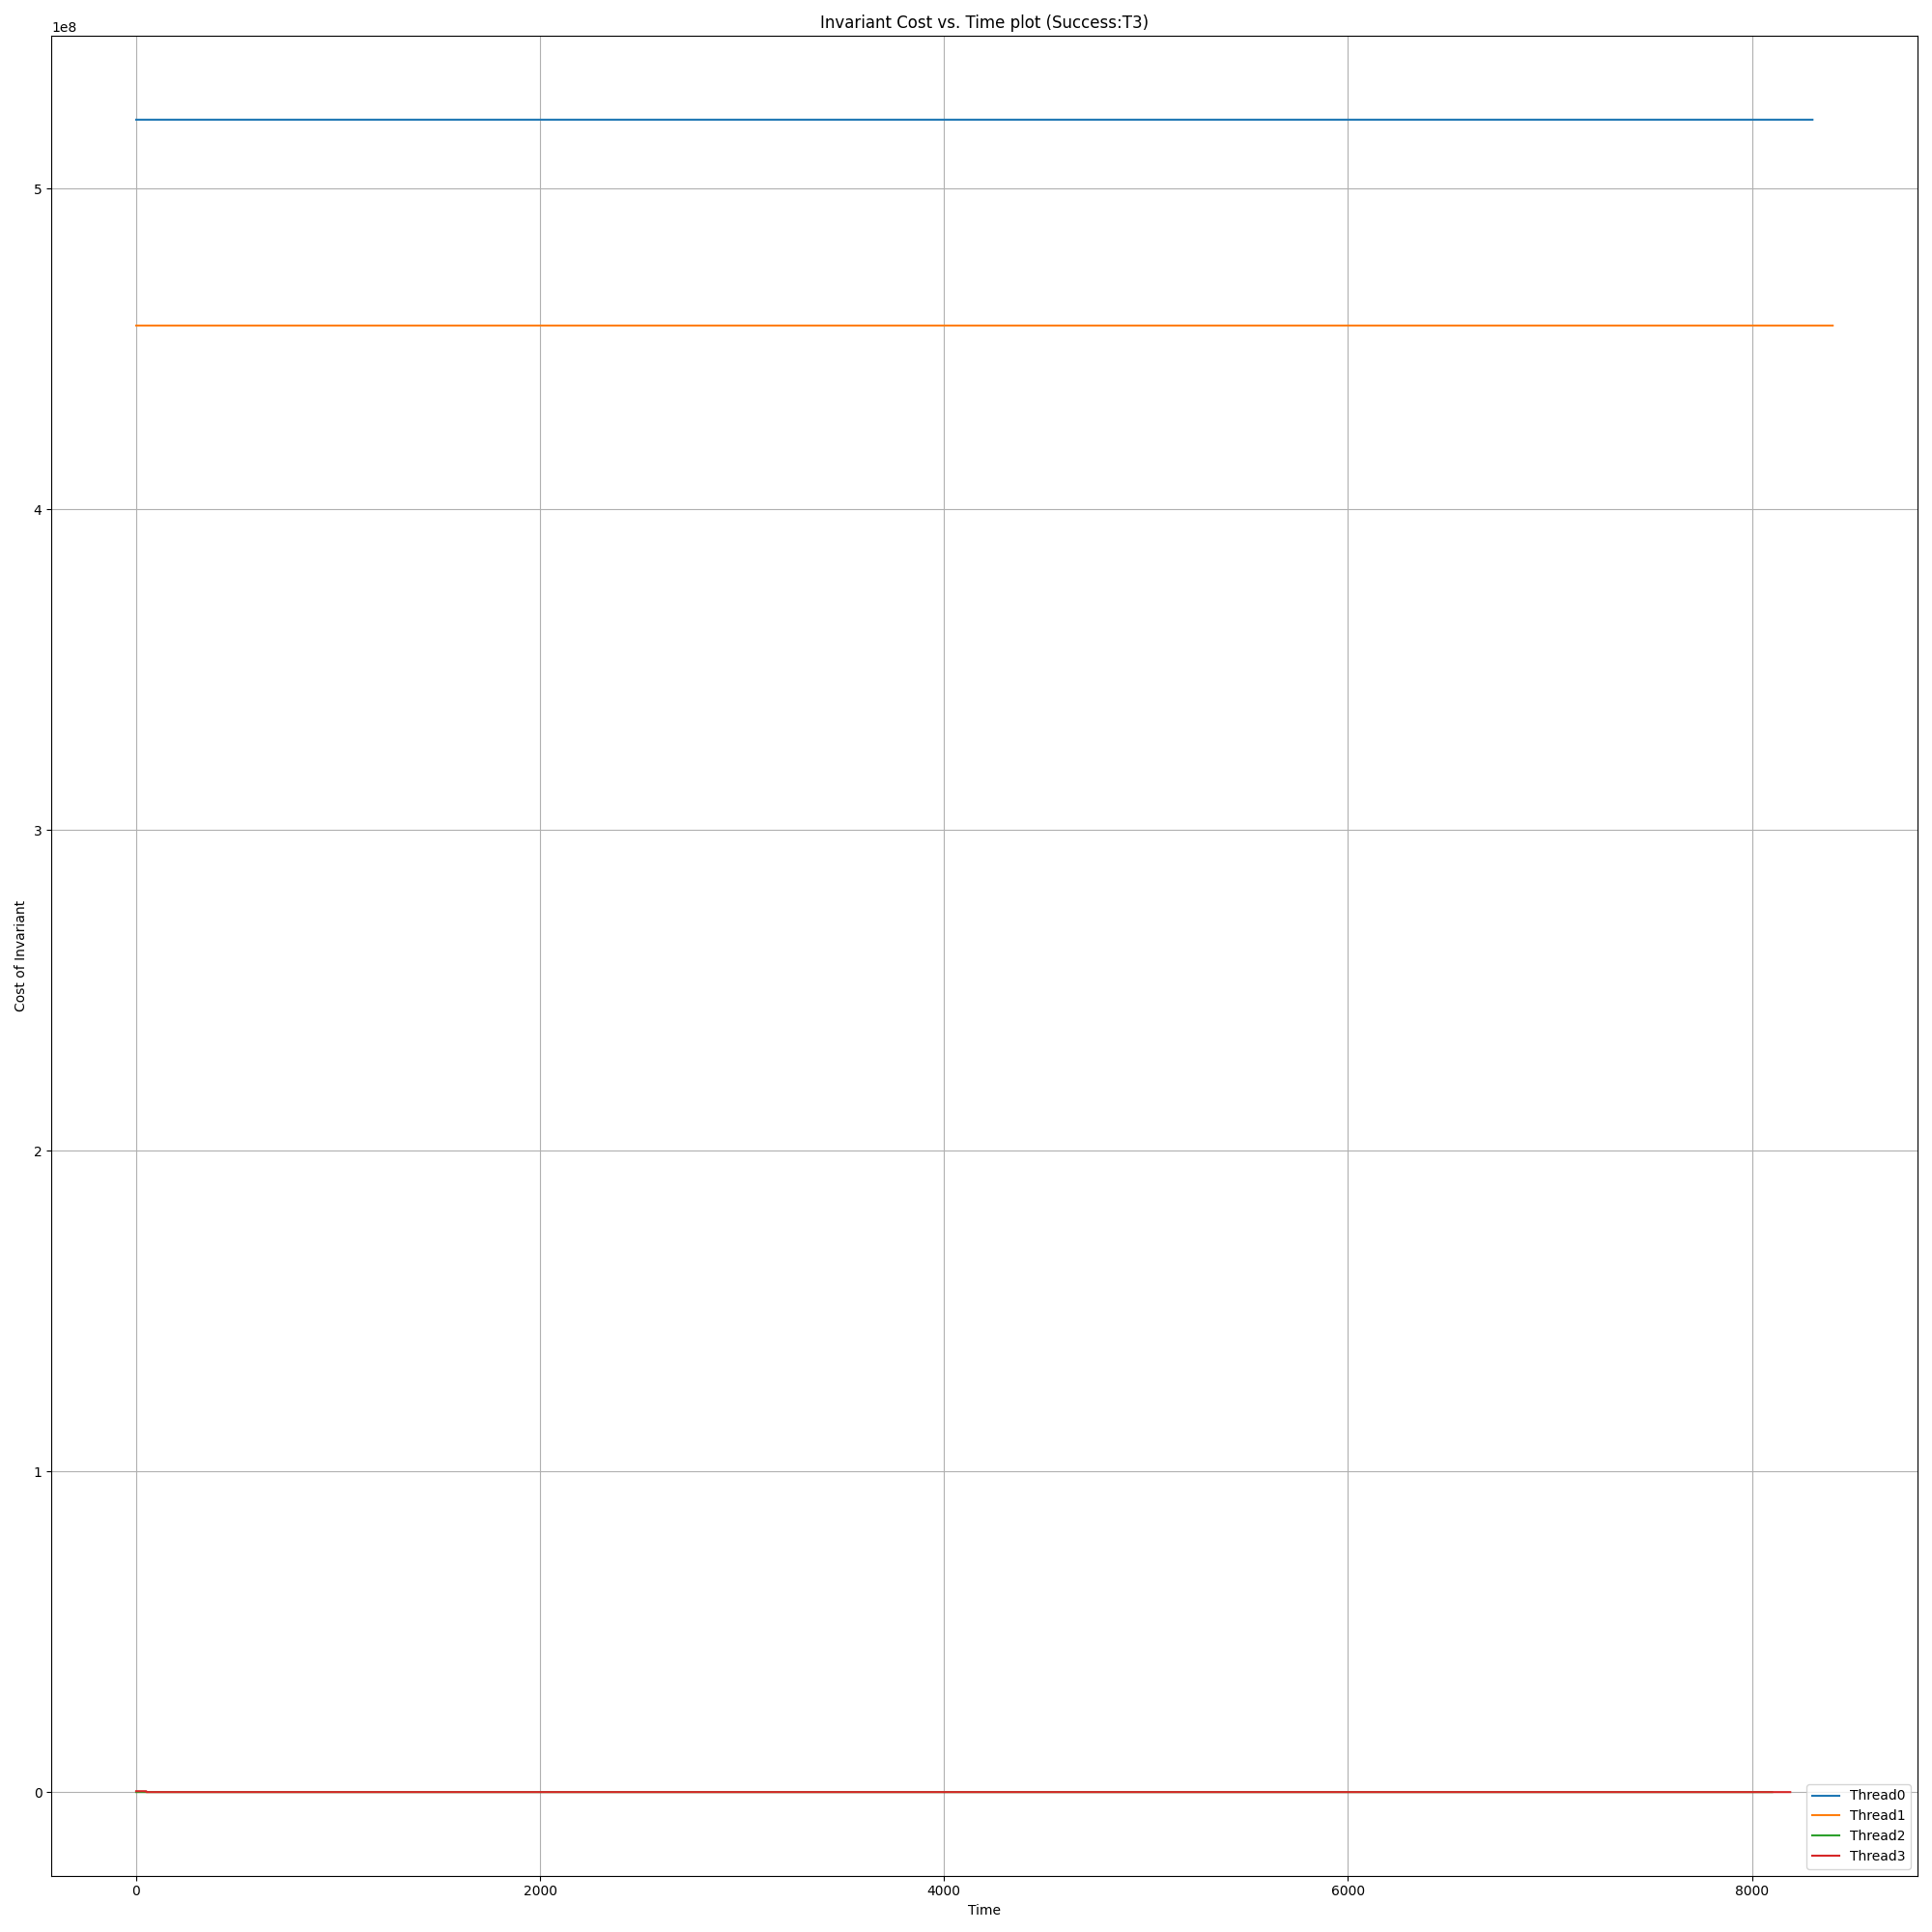 Invariant Cost vs. Time plot (Success:T3)
1e8
5
4
3
2
1
0
Cost of Invariant
0 2000 4000 6000 8000
Time
Thread0
Thread1
Thread2
Thread3